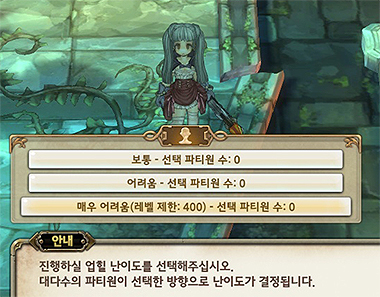 보통 - 선택 파티원 수: 0
어려움 - 선택 파티원 수: 0
매우 어려움(레벨 제한: 400) - 선택 파티원 수: 0
안내
진행하실 업힐 난이도를 선택해주십시오.
대다수의 파티원이 선택한 방향으로 난이도가 결정됩니다.